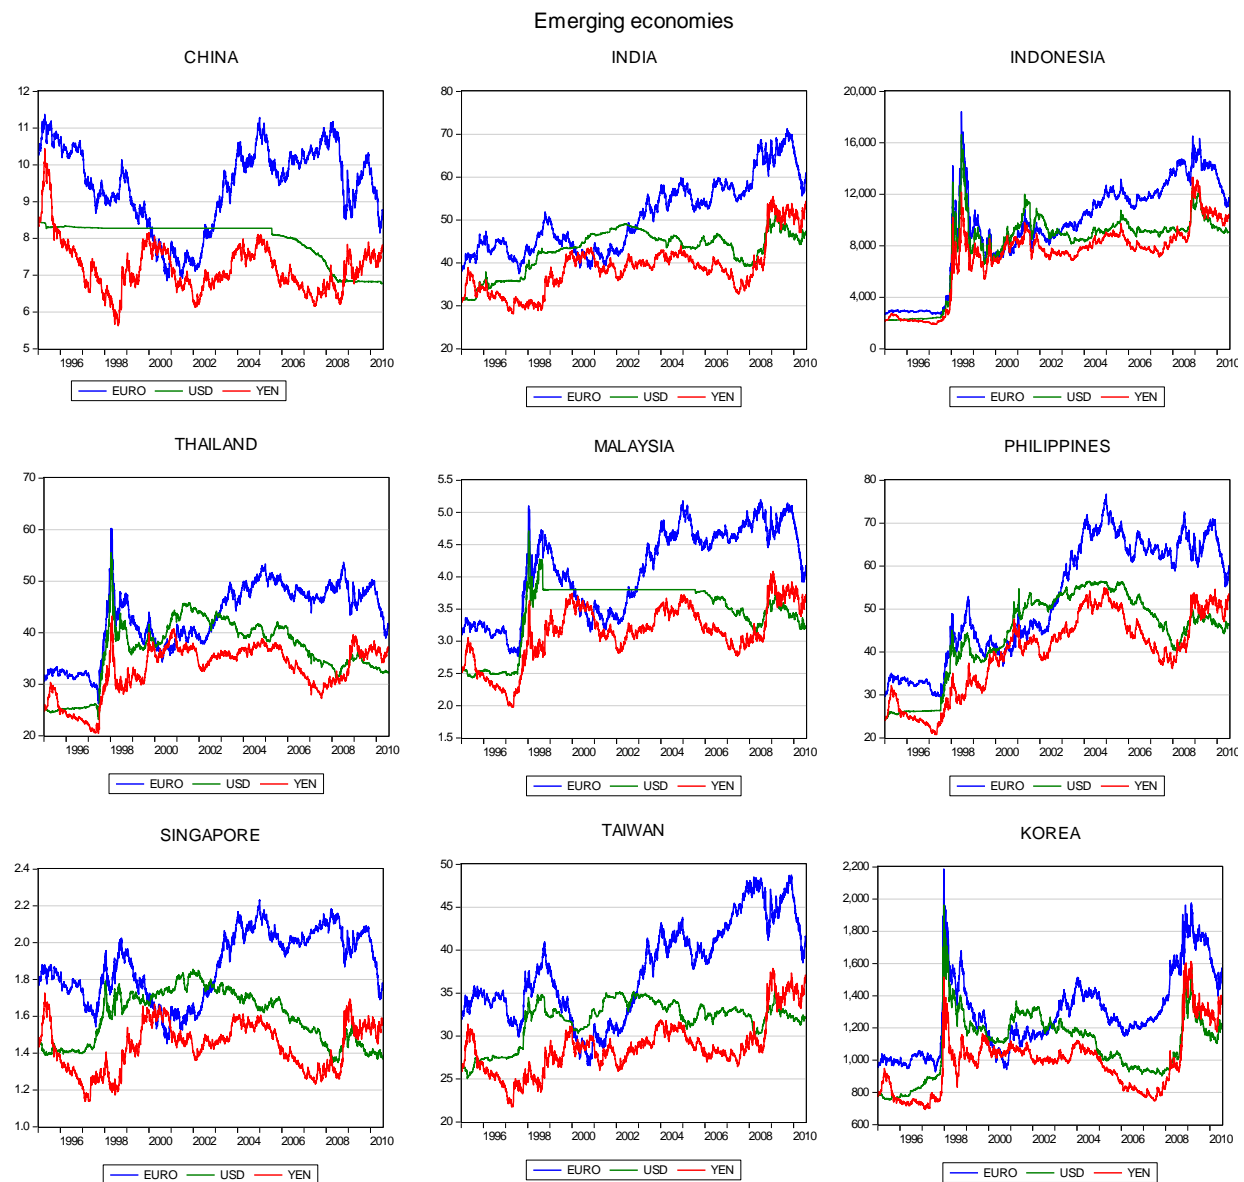 Emerging economies
CHINA
12
11
10
9
8
7
6
5
1996 1998 2000 2002 2004 2006 2008 2010
EURO USD YEN
INDIA
80
70
60
50
40
30
20
1996 1998 2000 2002 2004 2006 2008 2010
EURO USD YEN
INDONESIA
20,000
16,000
12,000
8,000
4,000
0
1996 1998 2000 2002 2004 2006 2008 2010
EURO USD YEN
THAILAND
70
60
50
40
30
20
1996 1998 2000 2002 2004 2006 2008 2010
EURO USD YEN
MALAYSIA
5.5
5.0
4.5
4.0
3.5
3.0
2.5
2.0
1.5
1996 1998 2000 2002 2004 2006 2008 2010
EURO USD YEN
PHILIPPINES
80
70
60
50
40
30
20
1996 1998 2000 2002 2004 2006 2008 2010
EURO USD YEN
SINGAPORE
2.4
2.2
2.0
1.8
1.6
1.4
1.2
1.0
1996 1998 2000 2002 2004 2006 2008 2010
EURO USD YEN
TAIWAN
50
45
40
35
30
25
20
1996 1998 2000 2002 2004 2006 2008 2010
EURO USD YEN
KOREA
2,200
2,000
1,800
1,600
1,400
1,200
1,000
800
600
1996 1998 2000 2002 2004 2006 2008 2010
EURO USD YEN